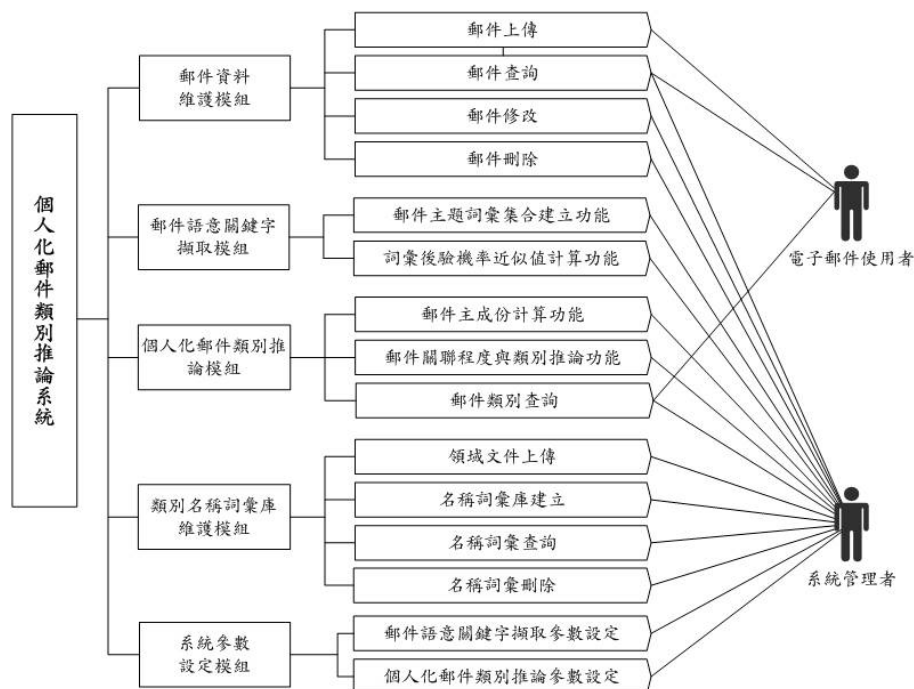 個人化郵件類別推論系統
郵件資料
維護模組
郵件上傳
郵件查詢
郵件修改
郵件刪除
郵件語意關鍵字
擷取模組
郵件主題詞彙集合建立功能
詞彙後驗機率近似值計算功能
個人化郵件類別推
論模組
郵件主成份計算功能
郵件關聯程度與類別推論功能
郵件類別查詢
類別名稱詞彙庫
維護模組
領域文件上傳
名稱詞彙庫建立
名稱詞彙查詢
名稱詞彙刪除
系統參數
設定模組
郵件語意關鍵字擷取參數設定
個人化郵件類別推論參數設定
電子郵件使用者
系統管理者